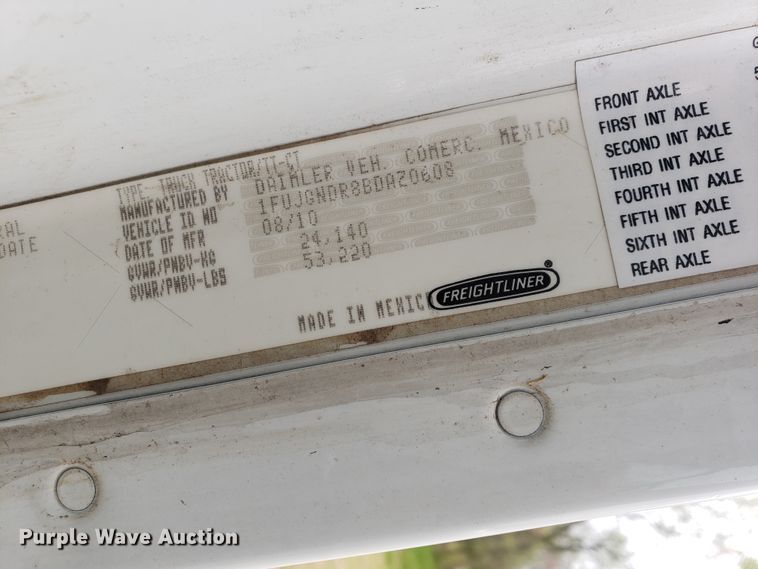 RAL
DATE
TYPE: TRUCK TRACTOR/TT-CT
MANUFACTURED BY DAIMLER VEH. COMERC. MEXICO
VEHICLE ID NO 1FUJGNDR8BDAZ0608
DATE OF MFR 08/10
GVWR/PNBV-KG 24,140
GVWR/PNBV-LBS 53,220
MADE IN MEXICO
FREIGHTLINER®
FRONT AXLE
FIRST INT AXLE
SECOND INT AXLE
THIRD INT AXLE
FOURTH INT AXLE
FIFTH INT AXLE
SIXTH INT AXLE
REAR AXLE
Purple Wave Auction